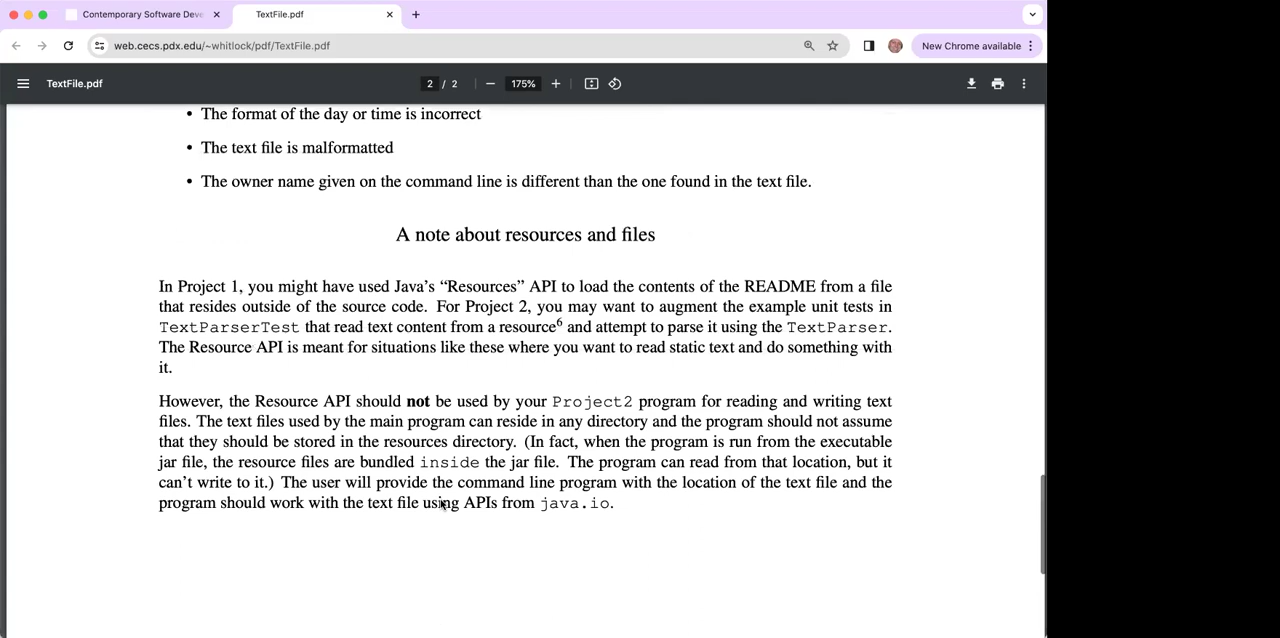 Contemporary Software Deve
TextFile.pdf
web.cecs.pdx.edu/~whitlock/pdf/TextFile.pdf
New Chrome available
TextFile.pdf
2 / 2
175%
• The format of the day or time is incorrect
• The text file is malformatted
• The owner name given on the command line is different than the one found in the text file.
A note about resources and files
In Project 1, you might have used Java's “Resources” API to load the contents of the README from a file
that resides outside of the source code. For Project 2, you may want to augment the example unit tests in
TextParserTest that read text content from a resource6 and attempt to parse it using the TextParser.
The Resource API is meant for situations like these where you want to read static text and do something with
it.
However, the Resource API should not be used by your Project2 program for reading and writing text
files. The text files used by the main program can reside in any directory and the program should not assume
that they should be stored in the resources directory. (In fact, when the program is run from the executable
jar file, the resource files are bundled inside the jar file. The program can read from that location, but it
can't write to it.) The user will provide the command line program with the location of the text file and the
program should work with the text file using APIs from java.io.